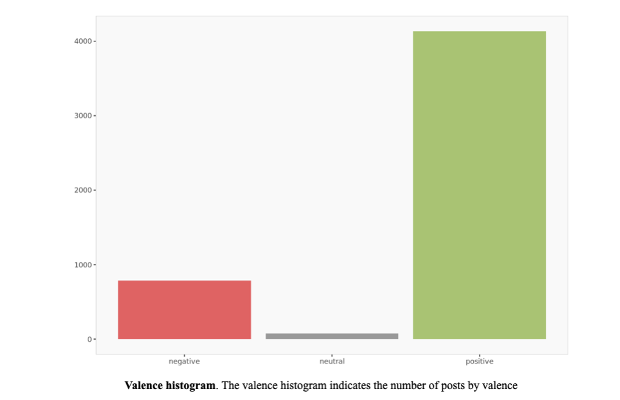 4000
3000
2000
1000
0
negative neutral positive
Valence histogram. The valence histogram indicates the number of posts by valence